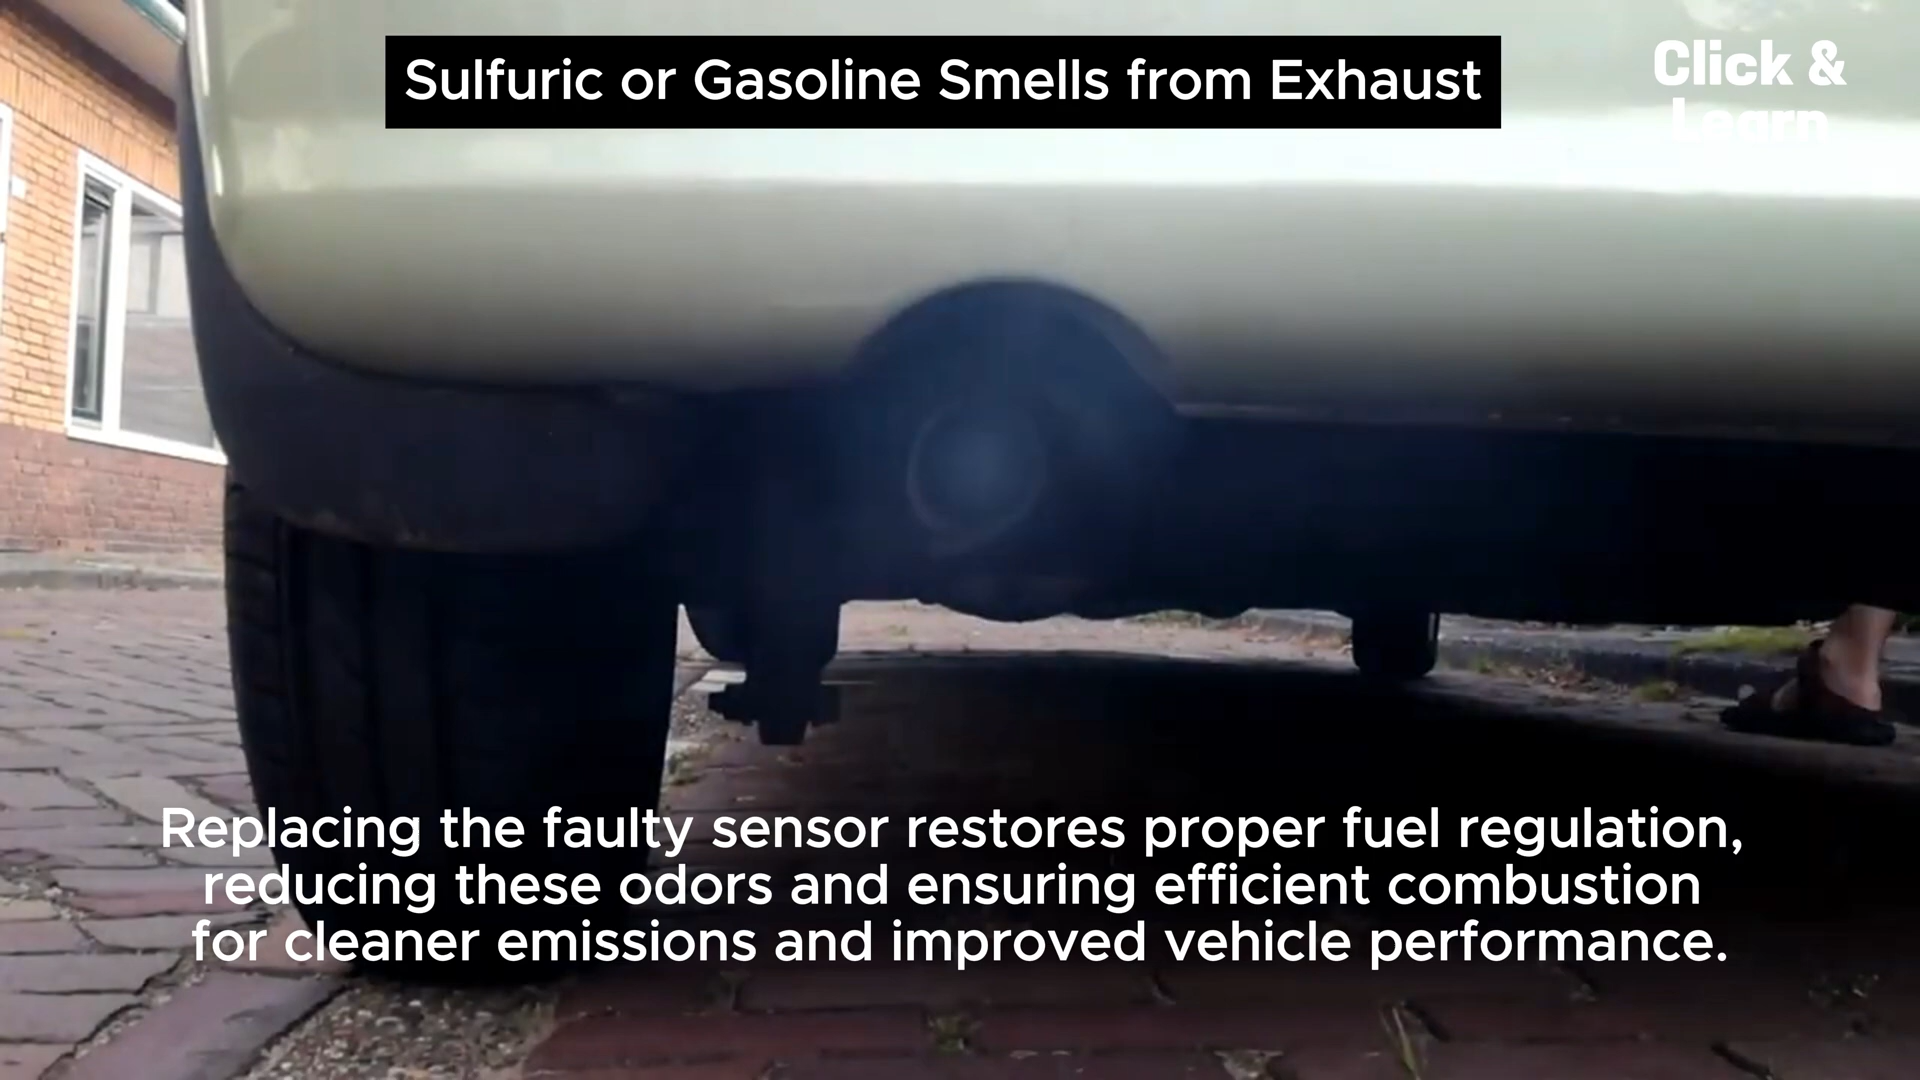 Sulfuric or Gasoline Smells from Exhaust
Click &
Learn
Replacing the faulty sensor restores proper fuel regulation,
reducing these odors and ensuring efficient combustion
for cleaner emissions and improved vehicle performance.